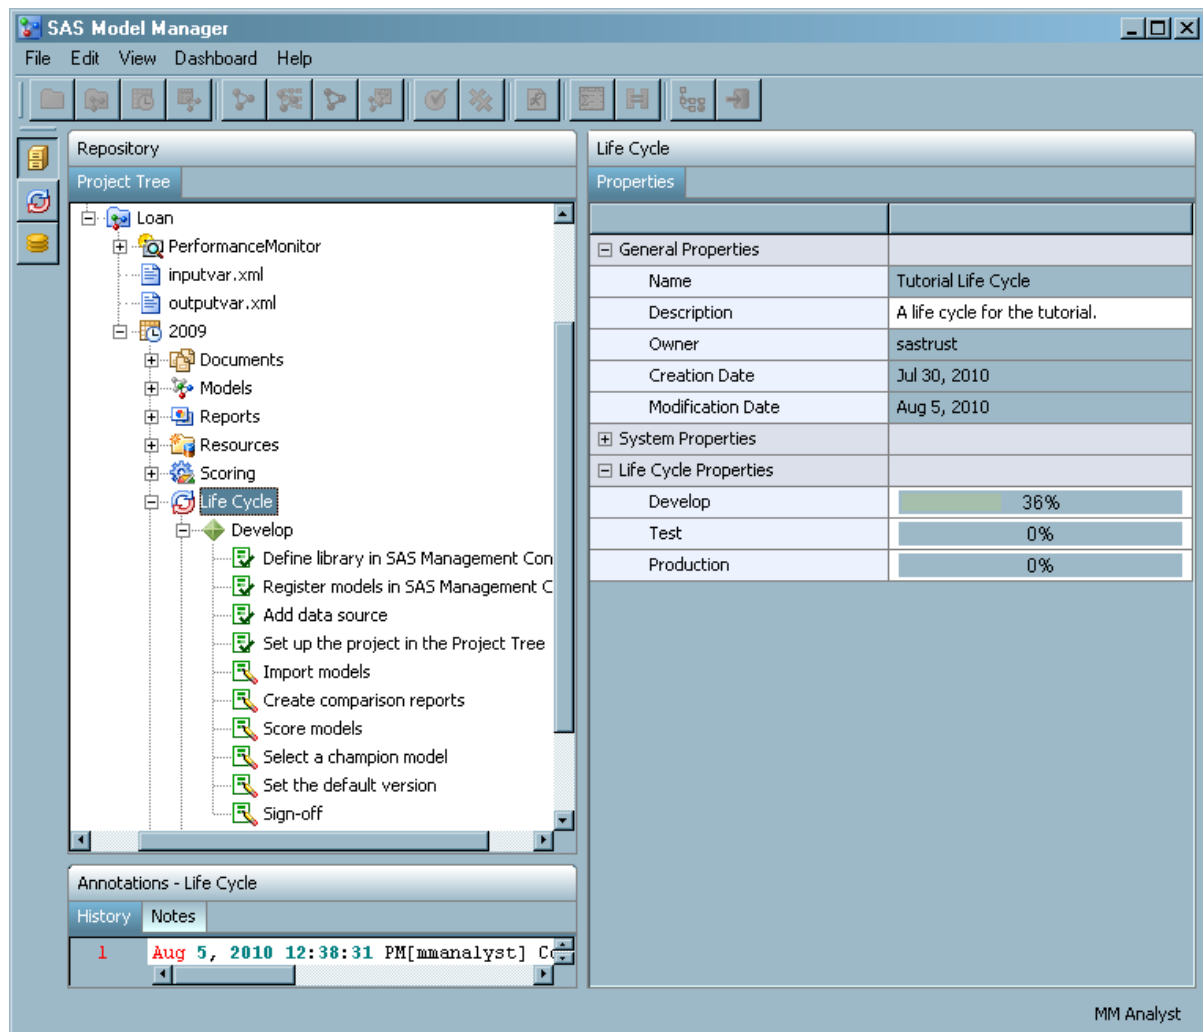 SAS Model Manager
File Edit View Dashboard Help
Repository
Project Tree
Loan
PerformanceMonitor
inputvar.xml
outputvar.xml
2009
Documents
Models
Reports
Resources
Scoring
Life Cycle
Develop
Define library in SAS Management Con
Register models in SAS Management C
Add data source
Set up the project in the Project Tree
Import models
Create comparison reports
Score models
Select a champion model
Set the default version
Sign-off
Annotations - Life Cycle
History Notes
1 Aug 5, 2010 12:38:31 PM[mmanalyst] Co
Life Cycle
Properties
General Properties
Name Tutorial Life Cycle
Description A life cycle for the tutorial.
Owner sastrust
Creation Date Jul 30, 2010
Modification Date Aug 5, 2010
System Properties
Life Cycle Properties
Develop 36%
Test 0%
Production 0%
MM Analyst